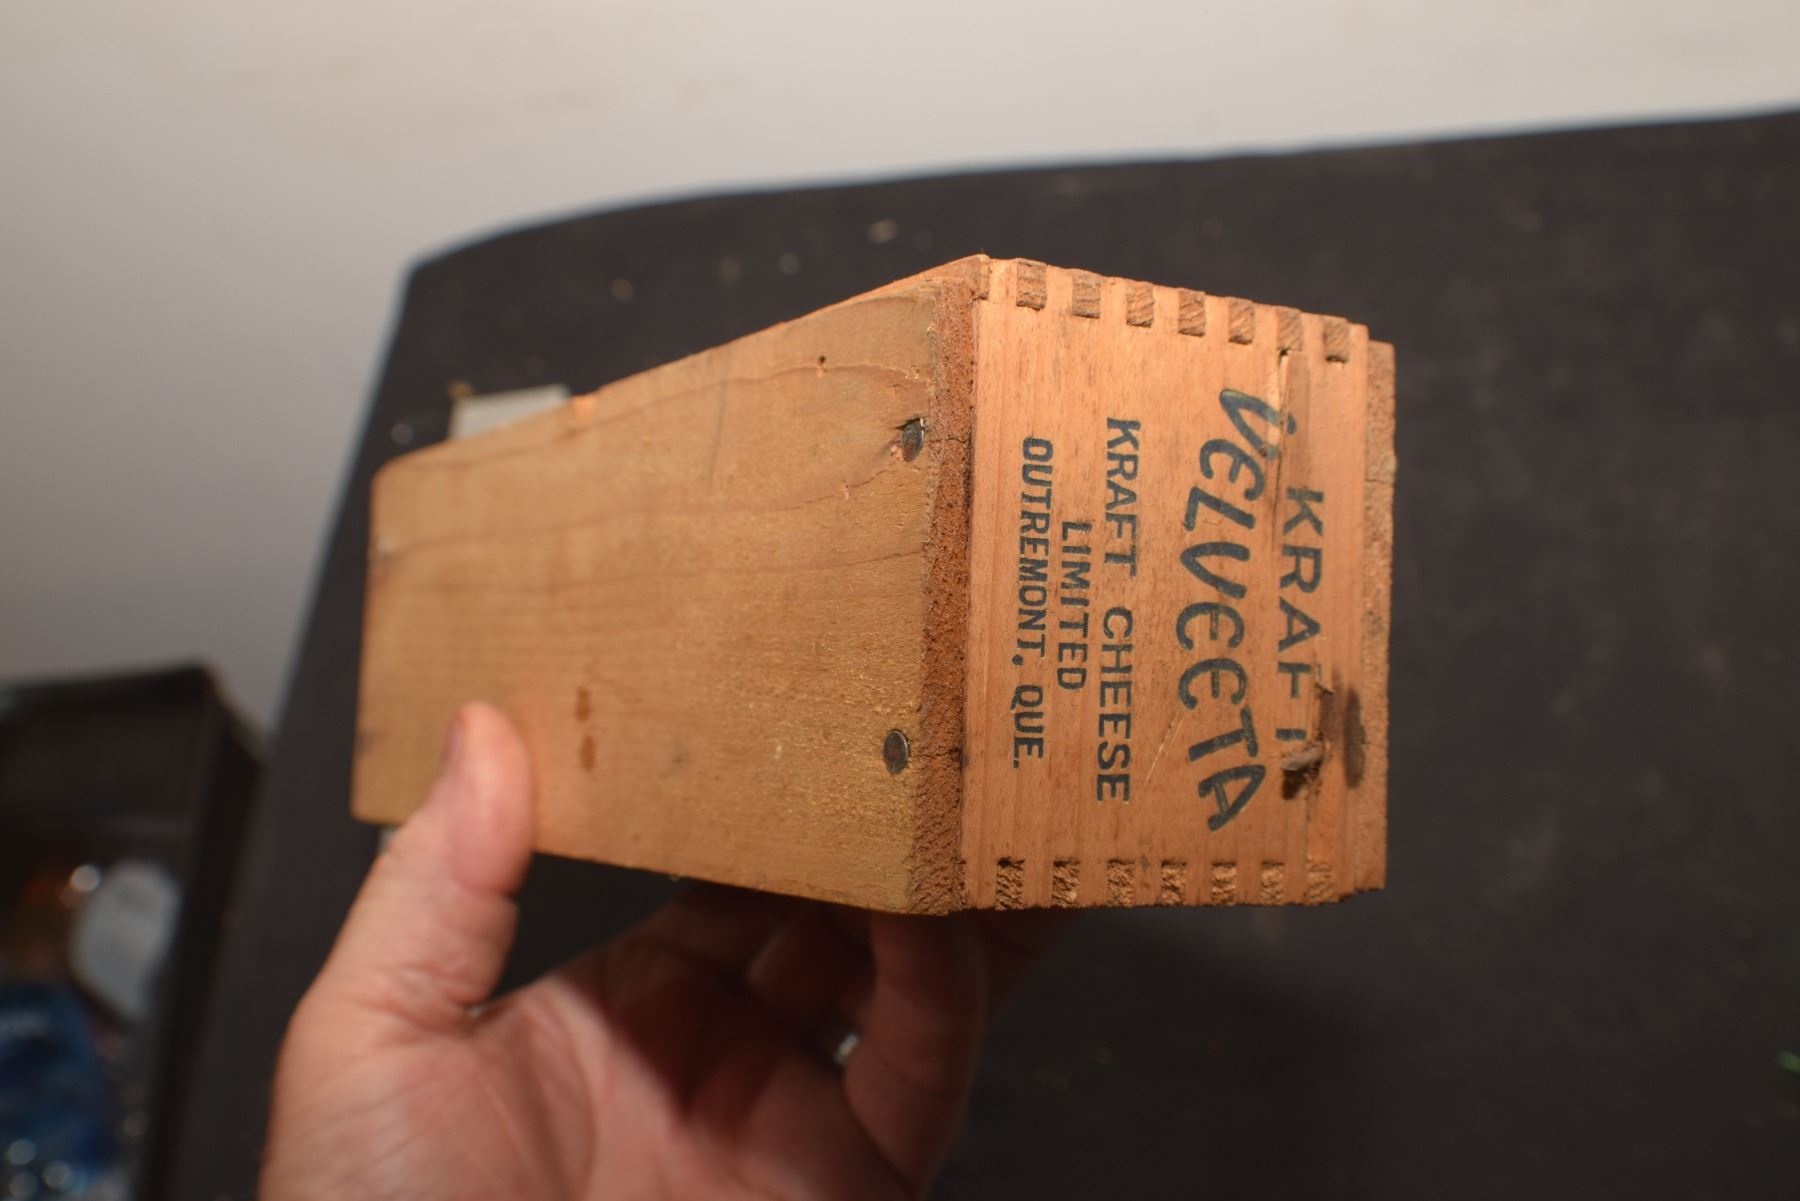 KRAFT
VELVEETA
KRAFT CHEESE
LIMITED
OUTREMONT, QUE.